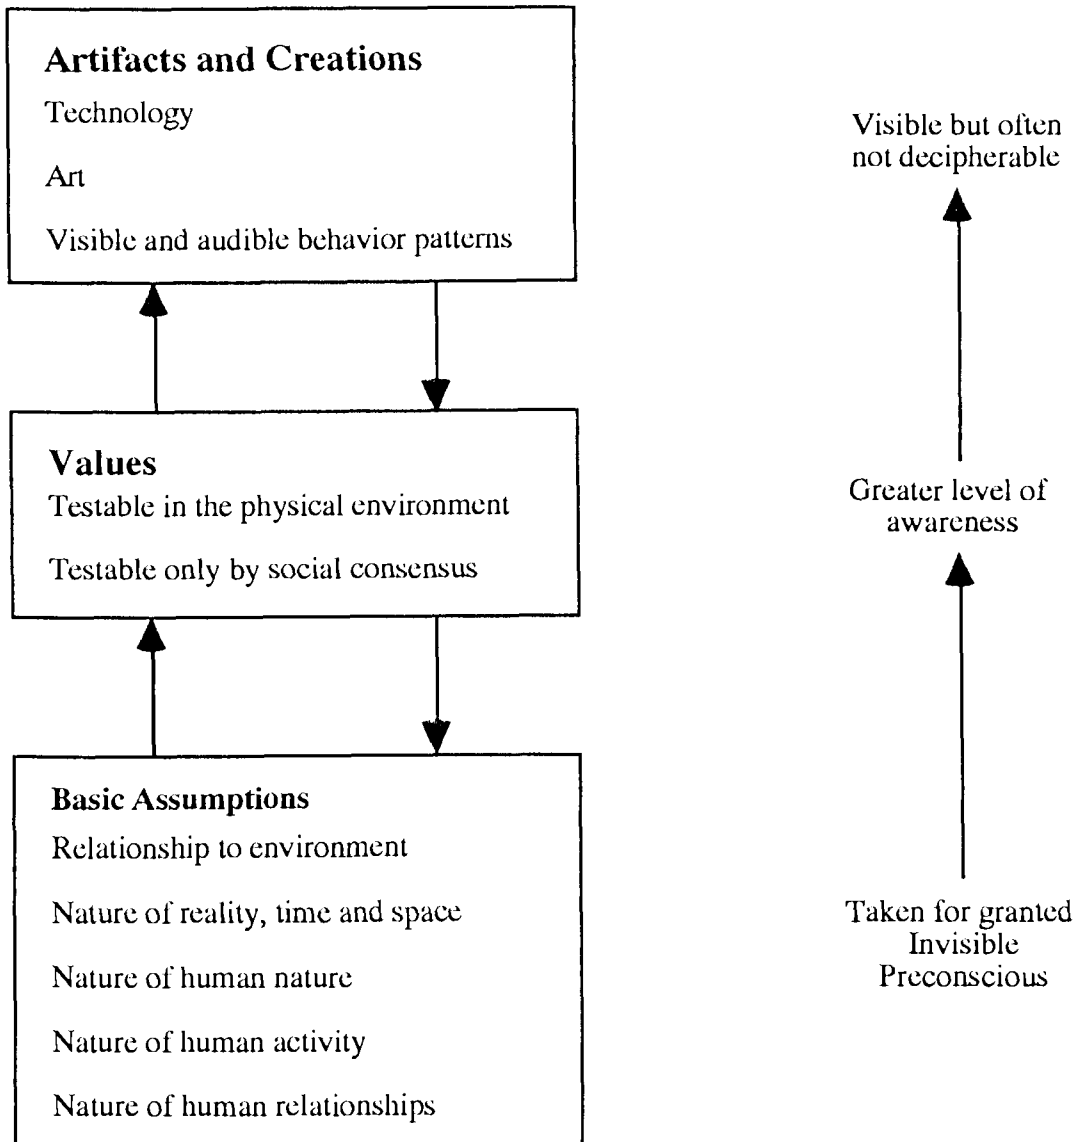 Artifacts and Creations
Technology
Art
Visible and audible behavior patterns
Visible but often
not decipherable
Values
Testable in the physical environment
Testable only by social consensus
Greater level of
awareness
Basic Assumptions
Relationship to environment
Nature of reality, time and space
Nature of human nature
Nature of human activity
Nature of human relationships
Taken for granted
Invisible
Preconscious